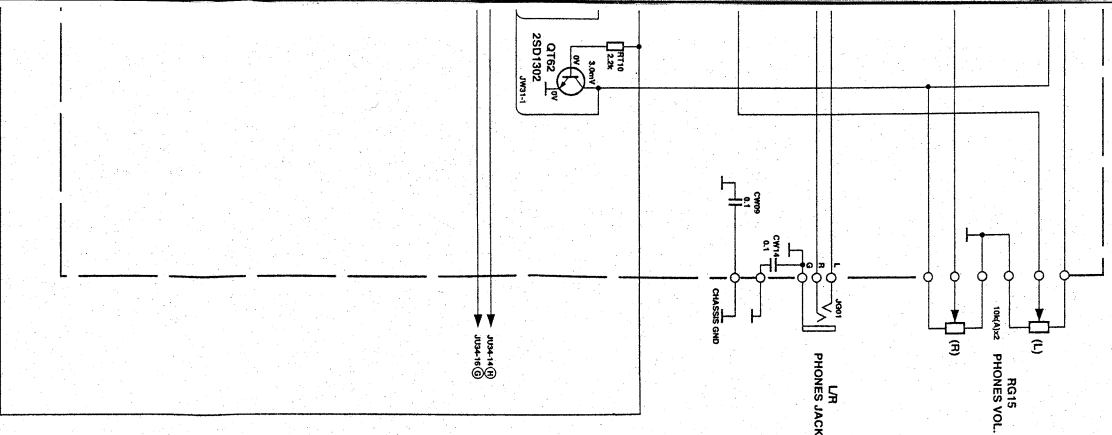 RT10
2.2k
3.0mV
0V
0V
QT62
2SD1302
JW31-1
CW09
0.1
CW14
0.1
G
R
L
JG01
CHASSIS GND
L/R
PHONES JACK
10k(A)x2
(R)
(L)
RG15
PHONES VOL.
JU34-14 H
JU34-16 G